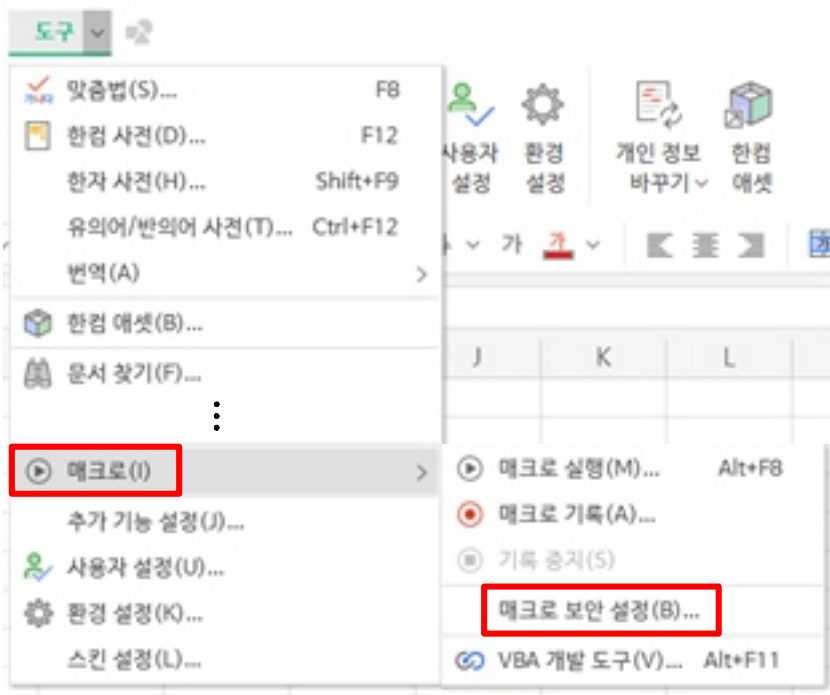 도구
맞춤법(S)... F8
한컴 사전(D)... F12
한자 사전(H)... Shift+F9
유의어/반의어 사전(T)... Ctrl+F12
번역(A)
한컴 애셋(B)...
문서 찾기(F)...
매크로(I)
추가 기능 설정(J)...
사용자 설정(U)...
환경 설정(K)...
스킨 설정(L)...
사용자
설정
환경
설정
개인 정보
바꾸기
한컴
애셋
가 가
J K L
매크로 실행(M)... Alt+F8
매크로 기록(A)...
기록 중지(S)
매크로 보안 설정(B)...
VBA 개발 도구(V)... Alt+F11